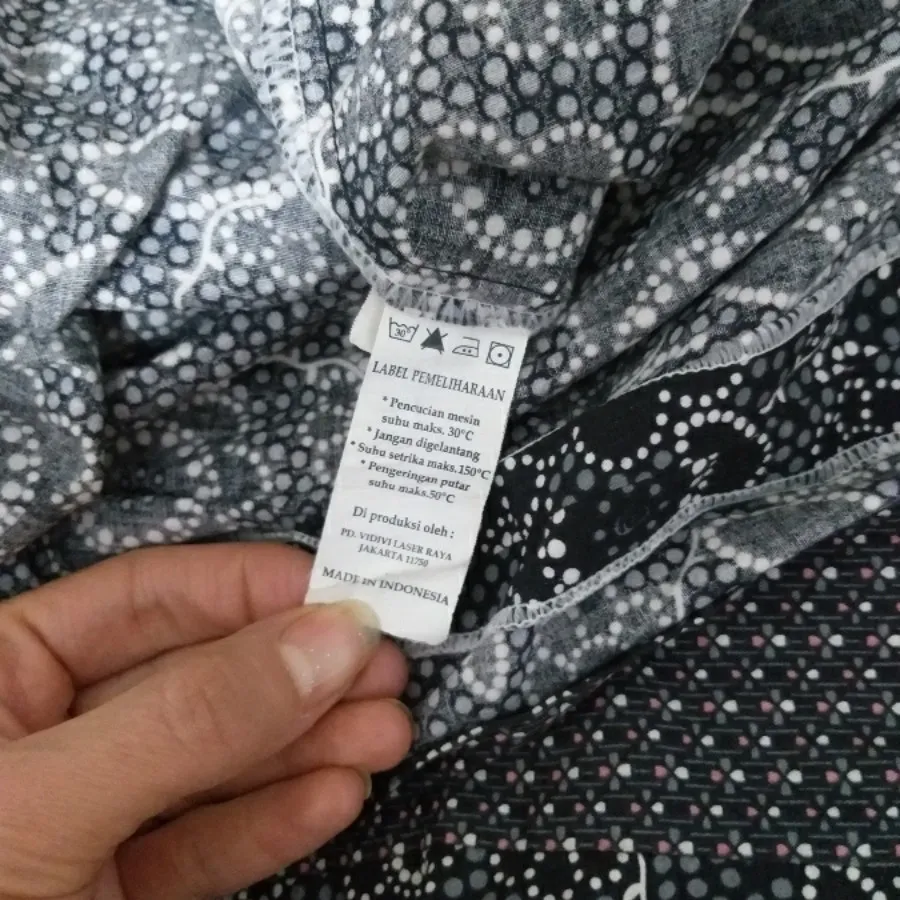 30°
LABEL PEMELIHARAAN
* Pencucian mesin
suhu maks. 30°C
* Jangan digelantang
* Suhu setrika maks.150°C
* Pengeringan putar
suhu maks.50°C
Di produksi oleh :
PD. VIDIVI LASER RAYA
JAKARTA 11750
MADE IN INDONESIA